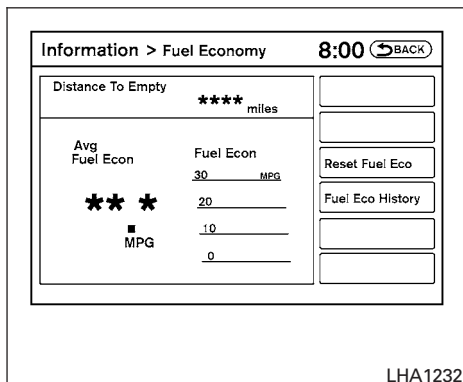 Information > Fuel Economy 8:00 BACK
Distance To Empty
**** miles
Avg
Fuel Econ
** *
.
MPG
Fuel Econ
30 MPG
20
10
0
Reset Fuel Eco
Fuel Eco History
LHA1232